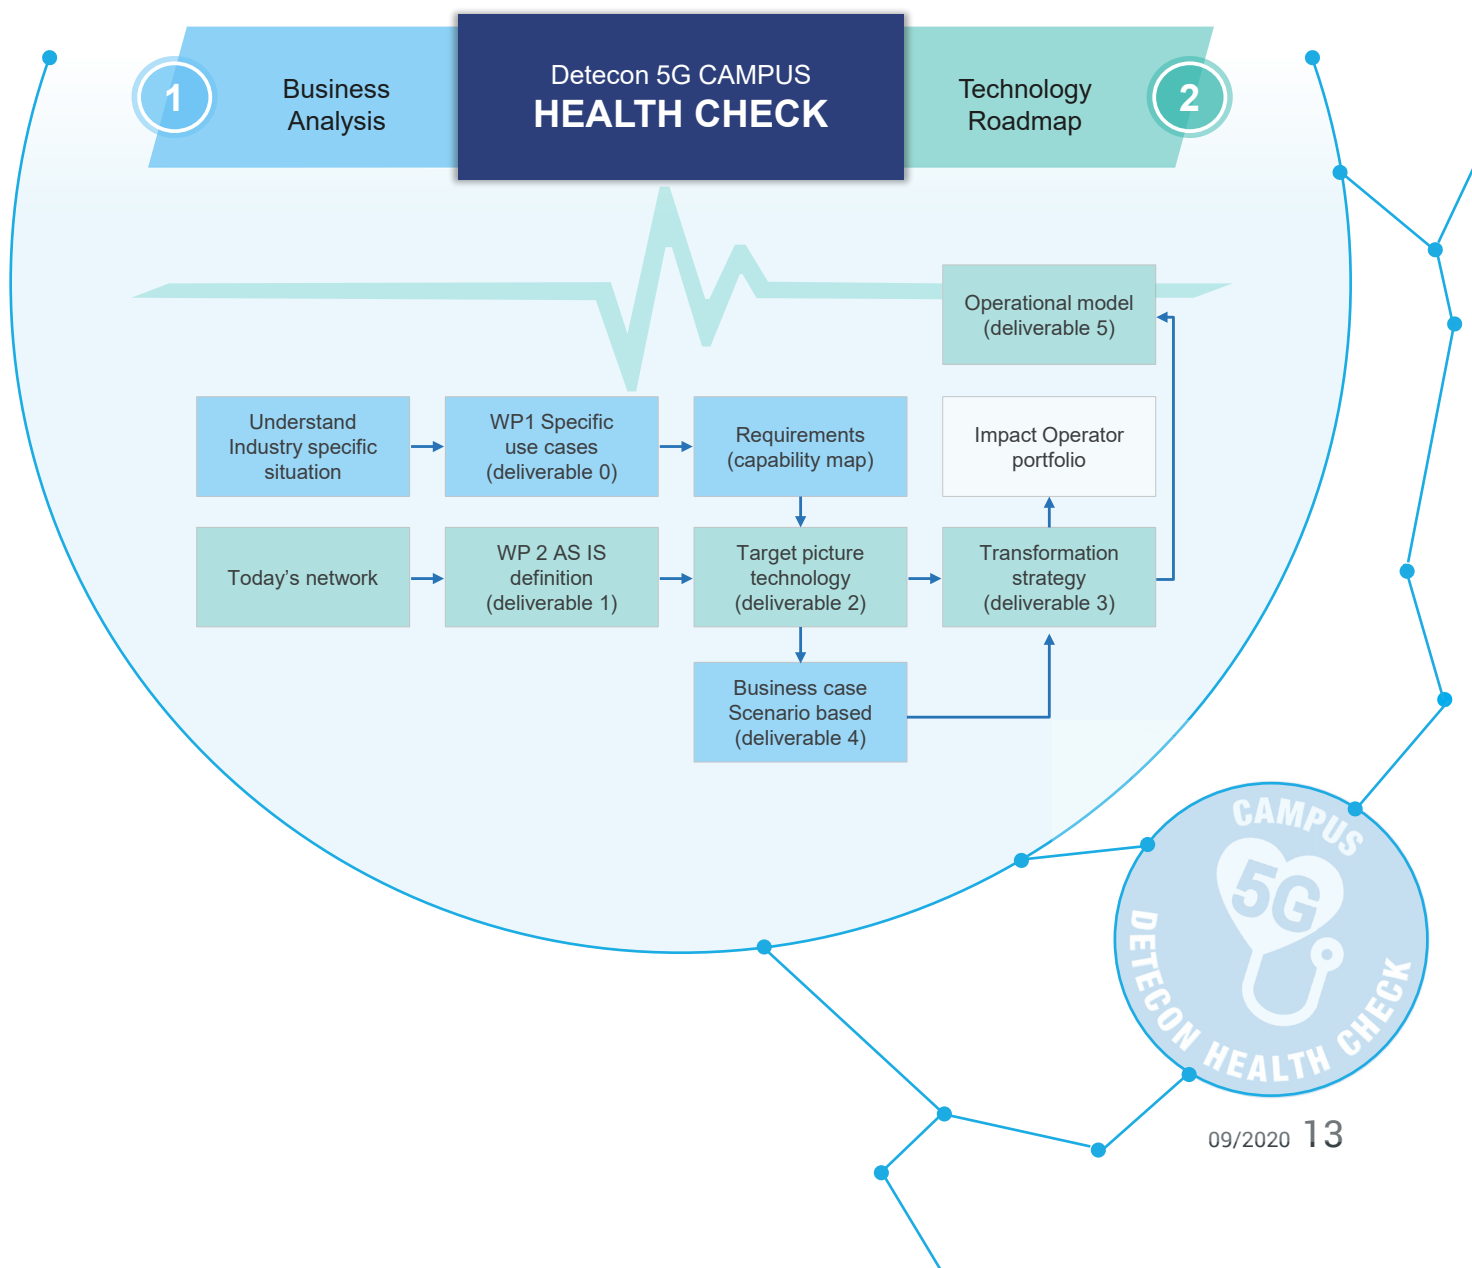 1
Business
Analysis
Detecon 5G CAMPUS
HEALTH CHECK
Technology
Roadmap
2
Operational model
(deliverable 5)
Understand
Industry specific
situation
WP1 Specific
use cases
(deliverable 0)
Requirements
(capability map)
Impact Operator
portfolio
Today's network
WP 2 AS IS
definition
(deliverable 1)
Target picture
technology
(deliverable 2)
Transformation
strategy
(deliverable 3)
Business case
Scenario based
(deliverable 4)
CAMPUS
5G
DETECON HEALTH CHECK
09/2020 13